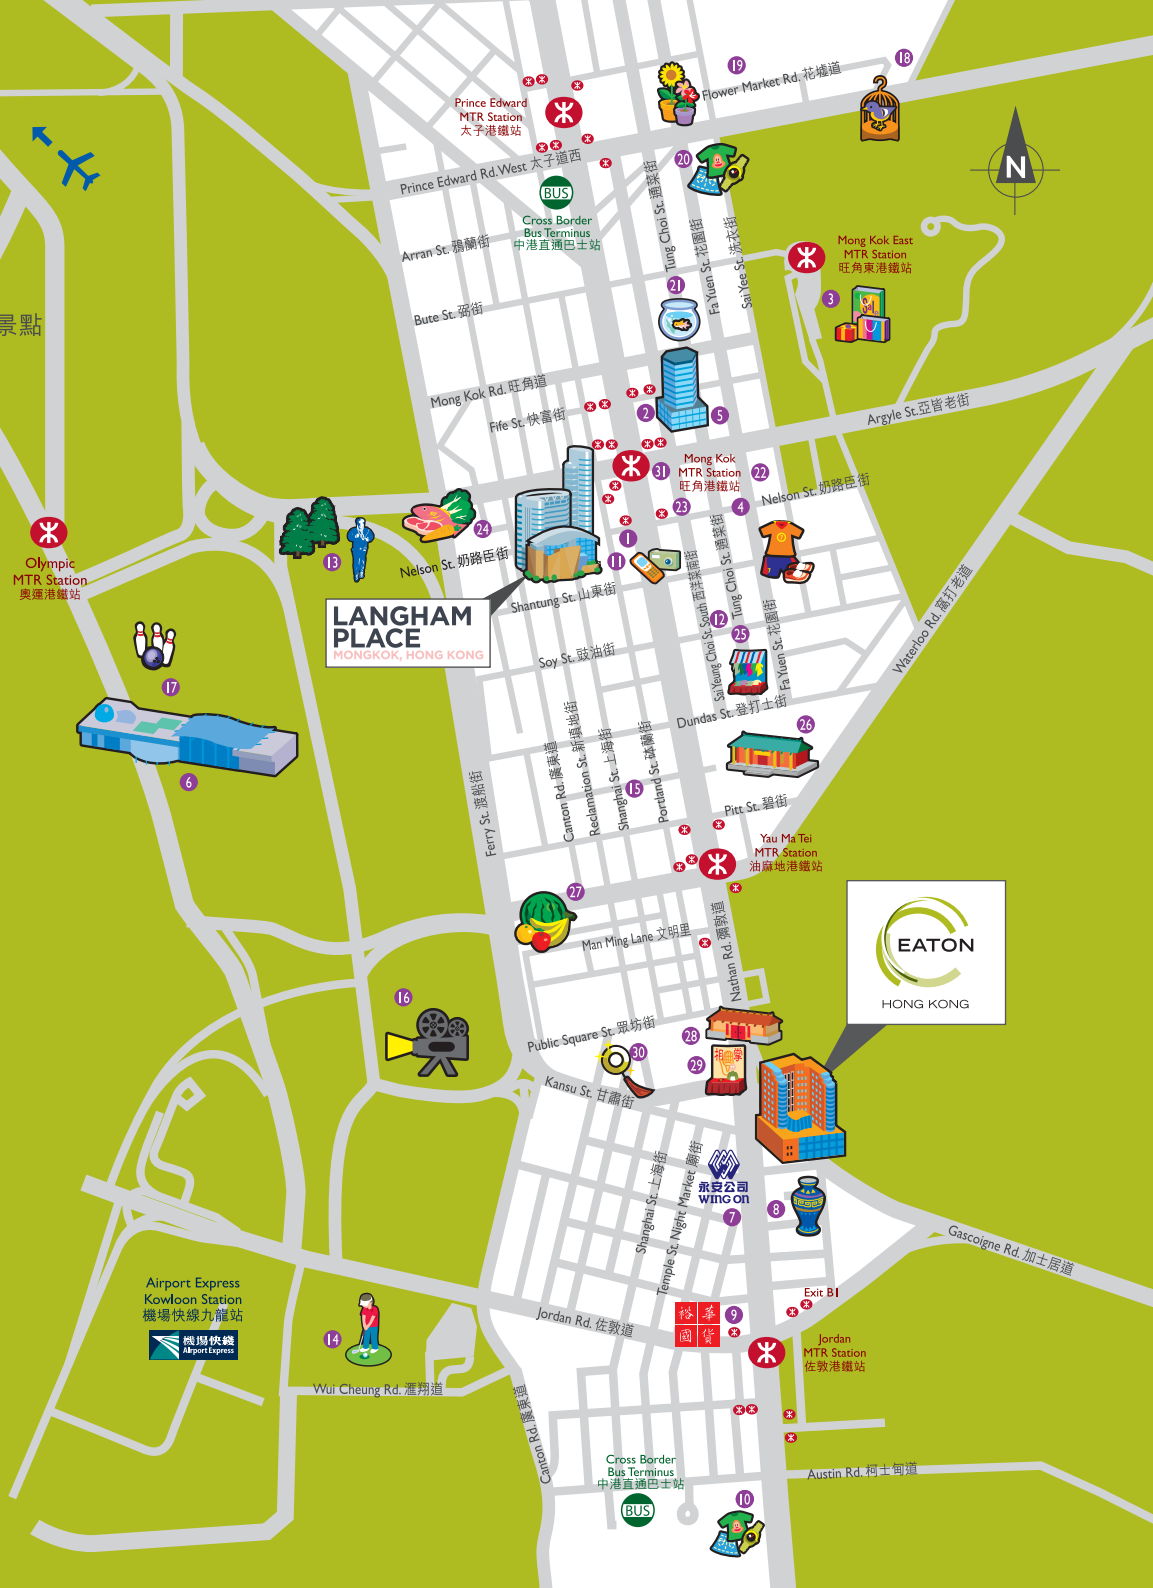 18
19
Flower Market Rd. 花墟道
Prince Edward
MTR Station
太子港鐵站
N
20
Prince Edward Rd. West 太子道西
BUS
Cross Border
Bus Terminus
中港直通巴士站
Tung Choi St. 通菜街
Fa Yuen St. 花園街
Sai Yee St. 洗衣街
Arran St. 鴉蘭街
Mong Kok East
MTR Station
旺角東港鐵站
21
3
Bute St. 弼街
景點
Mong Kok Rd. 旺角道
Fife St. 快富街
2
5
Argyle St. 亞皆老街
31
Mong Kok
MTR Station
旺角港鐵站
22
Nelson St. 奶路臣街
23
4
24
1
11
Olympic
MTR Station
奧運港鐵站
13
Nelson St. 奶路臣街
7
Shantung St. 山東街
LANGHAM
PLACE
MONGKOK, HONG KONG
Sai Yeung Choi St. South 西洋菜南街
Tung Choi St. 通菜街
Fa Yuen St. 花園街
12
25
Waterloo Rd. 窩打老道
Soy St. 豉油街
17
Dundas St. 登打士街
26
6
Ferry St. 渡船街
Canton Rd. 廣東道
Reclamation St. 新填地街
Shanghai St. 上海街
15
Portland St. 砵蘭街
Pitt St. 碧街
Yau Ma Tei
MTR Station
油麻地港鐵站
27
Man Ming Lane 文明里
Nathan Rd. 彌敦道
EATON
HONG KONG
16
Public Square St. 眾坊街
28
30
29
Kansu St. 甘肅街
Shanghai St. 上海街
Temple St. Night Market 廟街
永安公司
WING ON
7
8
Gascoigne Rd. 加士居道
Airport Express
Kowloon Station
機場快線九龍站
機場快綫
Airport Express
14
Jordan Rd. 佐敦道
裕華
國貨
9
Exit B1
Jordan
MTR Station
佐敦港鐵站
Wui Cheung Rd. 滙翔道
Canton Rd. 廣東道
Cross Border
Bus Terminus
中港直通巴士站
BUS
Austin Rd. 柯士甸道
10